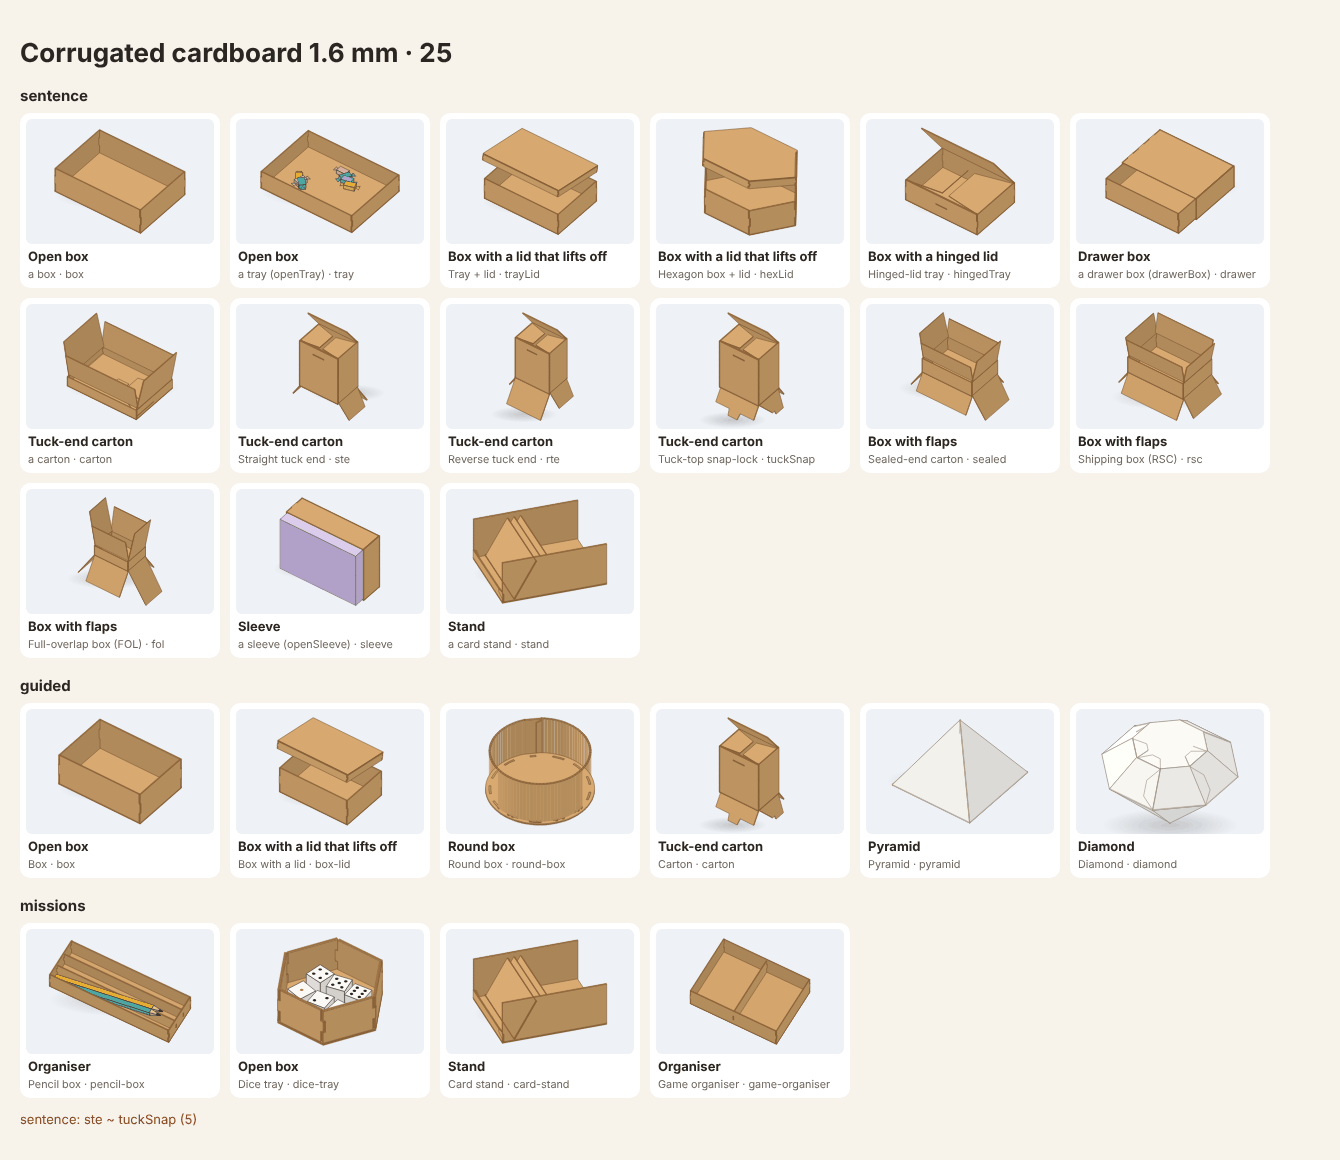 Corrugated cardboard 1.6 mm · 25
sentence
Open box
a box · box
Open box
a tray (openTray) · tray
Box with a lid that lifts off
Tray + lid · trayLid
Box with a lid that lifts off
Hexagon box + lid · hexLid
Box with a hinged lid
Hinged-lid tray · hingedTray
Drawer box
a drawer box (drawerBox) · drawer
Tuck-end carton
a carton · carton
Tuck-end carton
Straight tuck end · ste
Tuck-end carton
Reverse tuck end · rte
Tuck-end carton
Tuck-top snap-lock · tuckSnap
Box with flaps
Sealed-end carton · sealed
Box with flaps
Shipping box (RSC) · rsc
Box with flaps
Full-overlap box (FOL) · fol
Sleeve
a sleeve (openSleeve) · sleeve
Stand
a card stand · stand
guided
Open box
Box · box
Box with a lid that lifts off
Box with a lid · box-lid
Round box
Round box · round-box
Tuck-end carton
Carton · carton
Pyramid
Pyramid · pyramid
Diamond
Diamond · diamond
missions
Organiser
Pencil box · pencil-box
Open box
Dice tray · dice-tray
Stand
Card stand · card-stand
Organiser
Game organiser · game-organiser
sentence: ste ~ tuckSnap (5)